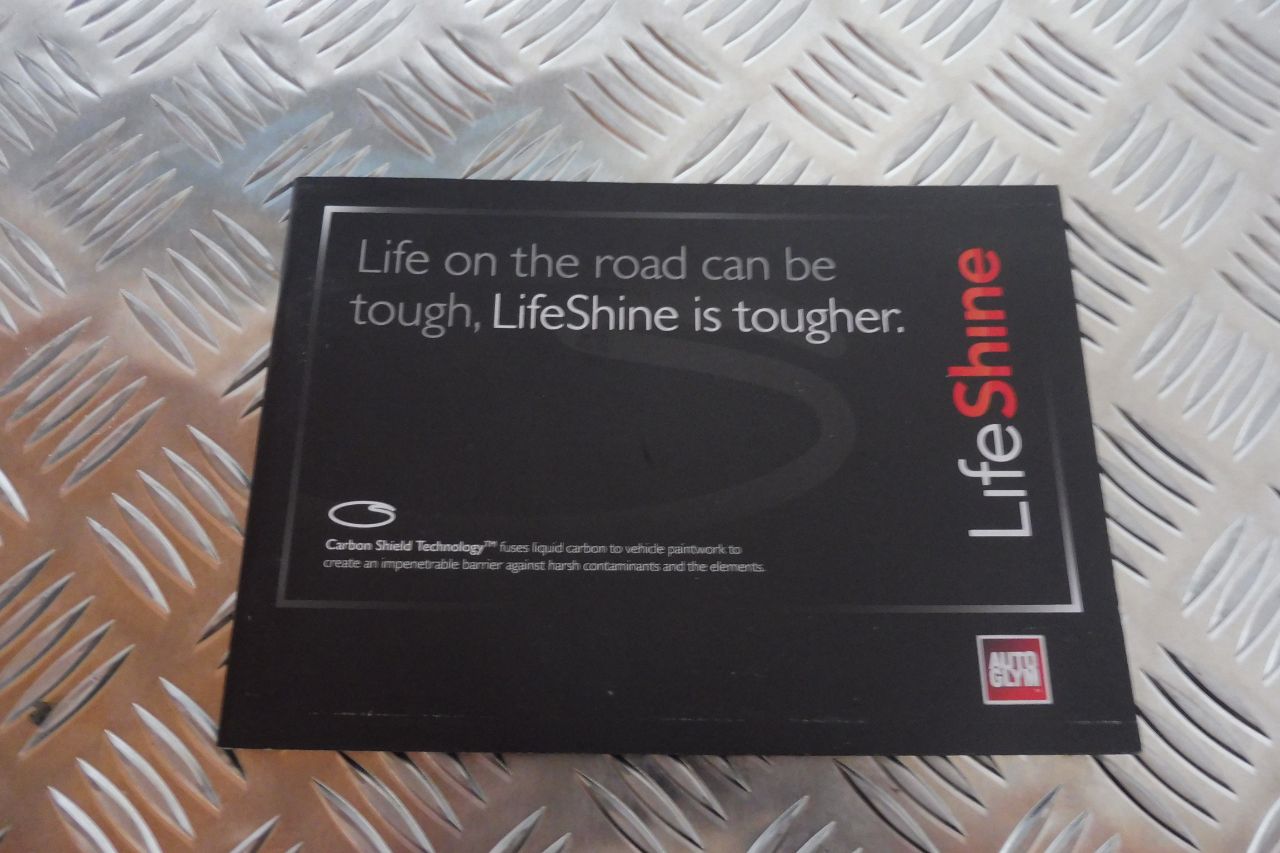 Life on the road can be
tough, LifeShine is tougher.
LifeShine
Carbon Shield Technology™ fuses liquid carbon to vehicle paintwork to
create an impenetrable barrier against harsh contaminants and the elements.
AUTO
GLYM